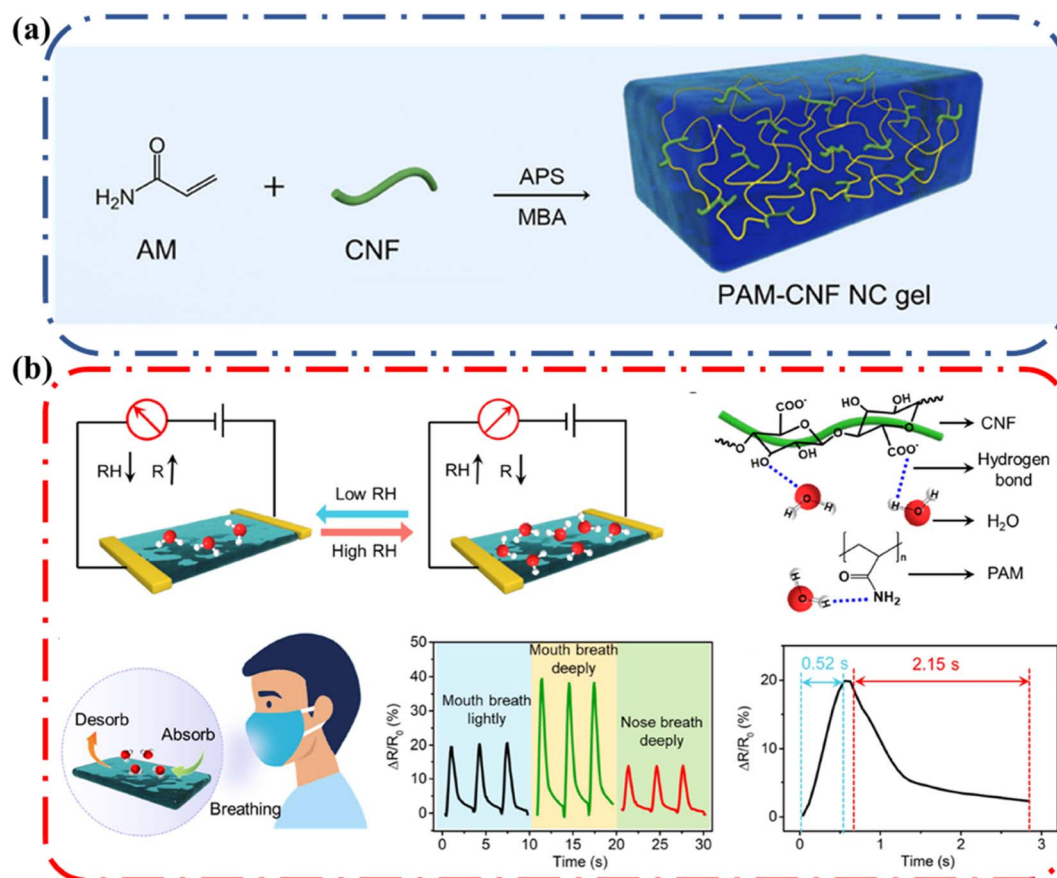 (a)
O
H₂N
AM
+
CNF
APS
MBA
PAM-CNF NC gel
(b)
RH↓ R↑
RH↑ R↓
Low RH
High RH
COO⁻
HO
OH
O
HO
OH
O
O
O
HO
OH
O
COO⁻
CNF
Hydrogen
bond
H
O
H
H
O
H
H₂O
n
O
NH₂
PAM
H
O
H
Desorb
Absorb
Breathing
ΔR/R₀ (%)
50
40
30
20
10
0
Mouth breath
lightly
Mouth breath
deeply
Nose breath
deeply
0 5 10 15 20 25 30
Time (s)
ΔR/R₀ (%)
20
10
0
0.52 s
2.15 s
0 1 2 3
Time (s)